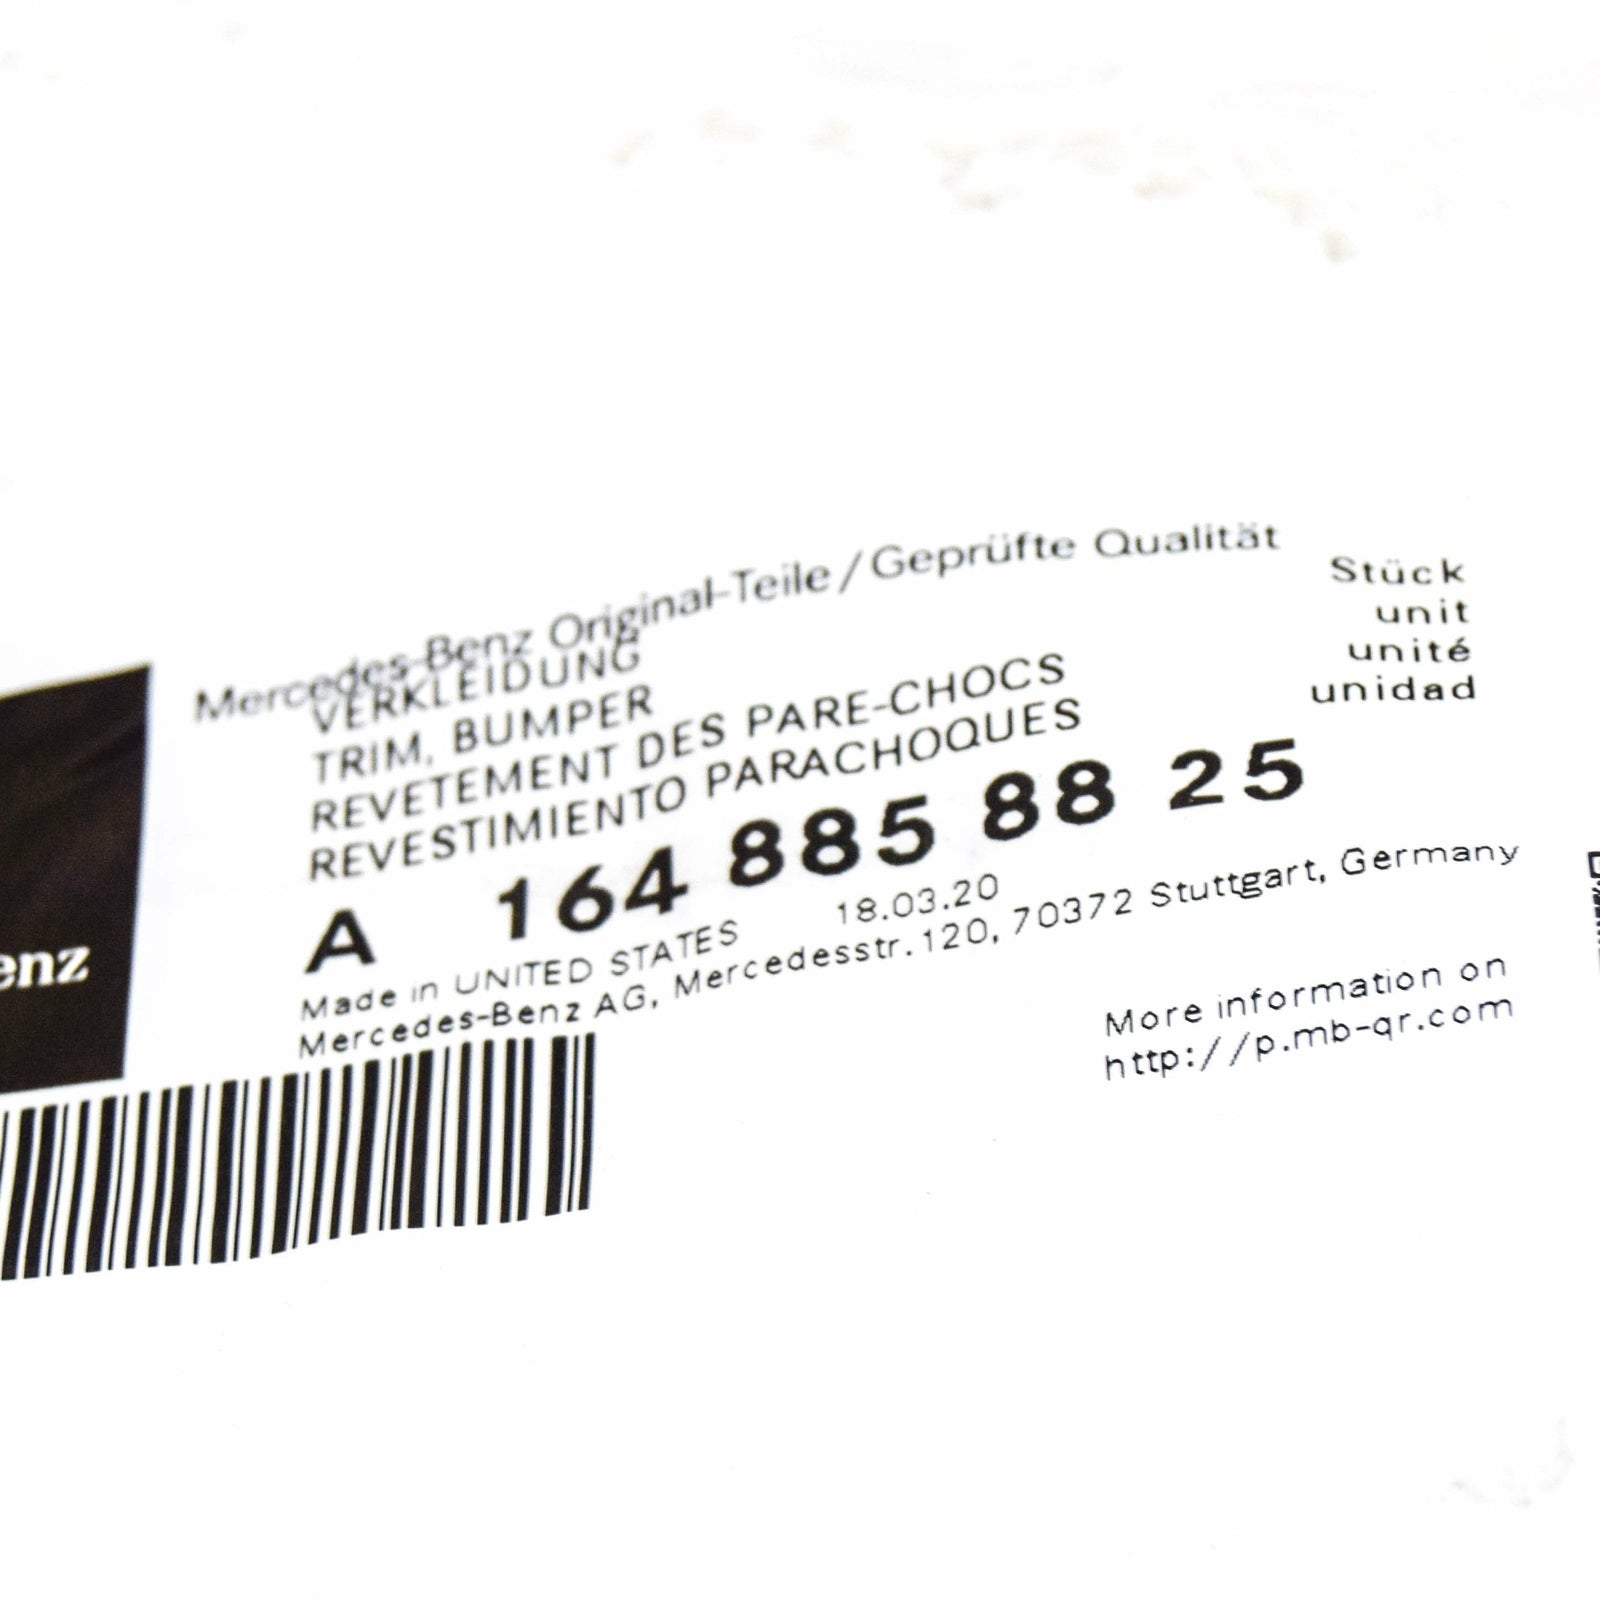 Mercedes-Benz Original-Teile/Geprüfte Qualität
VERKLEIDUNG
TRIM, BUMPER
REVETEMENT DES PARE-CHOCS
REVESTIMIENTO PARACHOQUES
Stück
unit
unité
unidad
A 164 885 88 25
Made in UNITED STATES 18.03.20
Mercedes-Benz AG, Mercedesstr.120, 70372 Stuttgart, Germany
enz
More information on
http://p.mb-qr.com